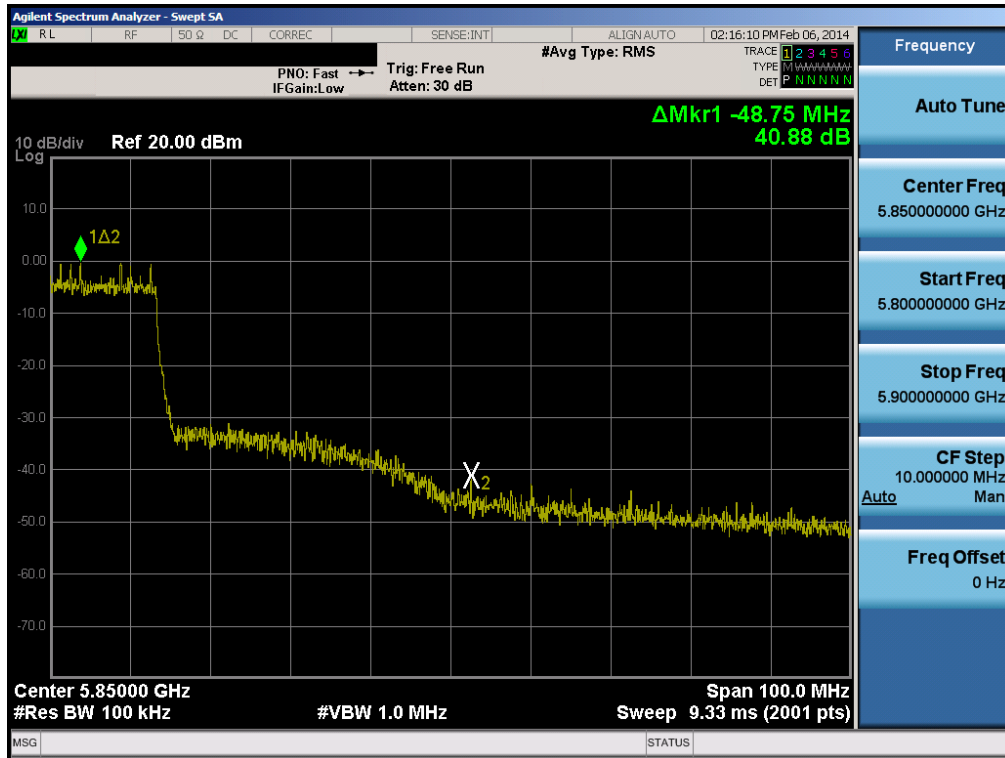 Agilent Spectrum Analyzer - Swept SA
LXI RL RF 50 Ω DC CORREC SENSE:INT ALIGN AUTO 02:16:10 PM Feb 06, 2014
#Avg Type: RMS
TRACE 1 2 3 4 5 6
TYPE M WWWWW
DET P N N N N N
PNO: Fast
IFGain:Low
Trig: Free Run
Atten: 30 dB
ΔMkr1 -48.75 MHz
40.88 dB
10 dB/div Ref 20.00 dBm
Log
10.0
0.00
-10.0
-20.0
-30.0
-40.0
-50.0
-60.0
-70.0
1Δ2
X2
Center 5.85000 GHz Span 100.0 MHz
#Res BW 100 kHz #VBW 1.0 MHz Sweep 9.33 ms (2001 pts)
MSG STATUS
Frequency
Auto Tune
Center Freq
5.850000000 GHz
Start Freq
5.800000000 GHz
Stop Freq
5.900000000 GHz
CF Step
10.000000 MHz
Auto Man
Freq Offset
0 Hz